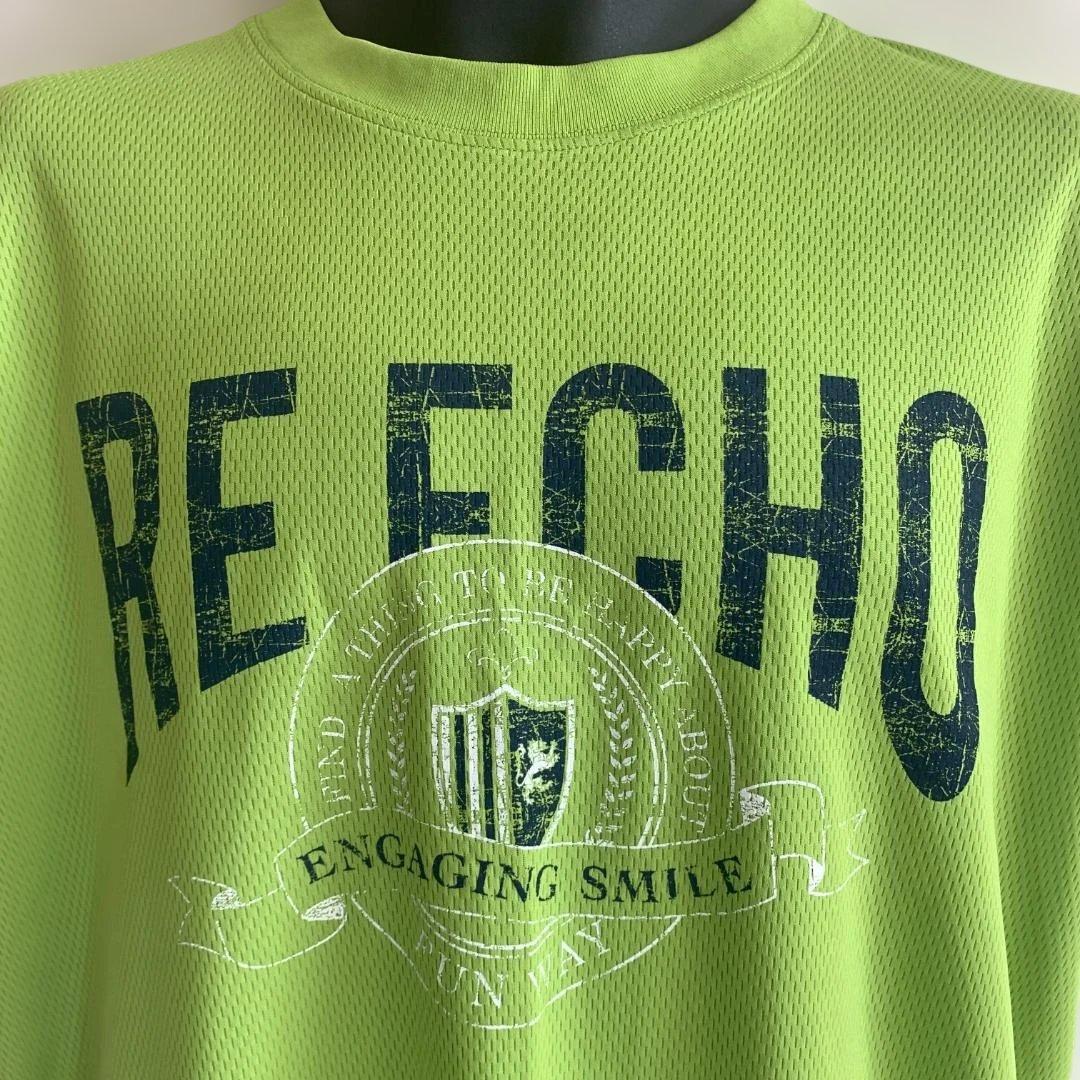 RE ECHO
FIND A THING TO BE HAPPY ABOUT
ENGAGING SMILE
FUN WAY